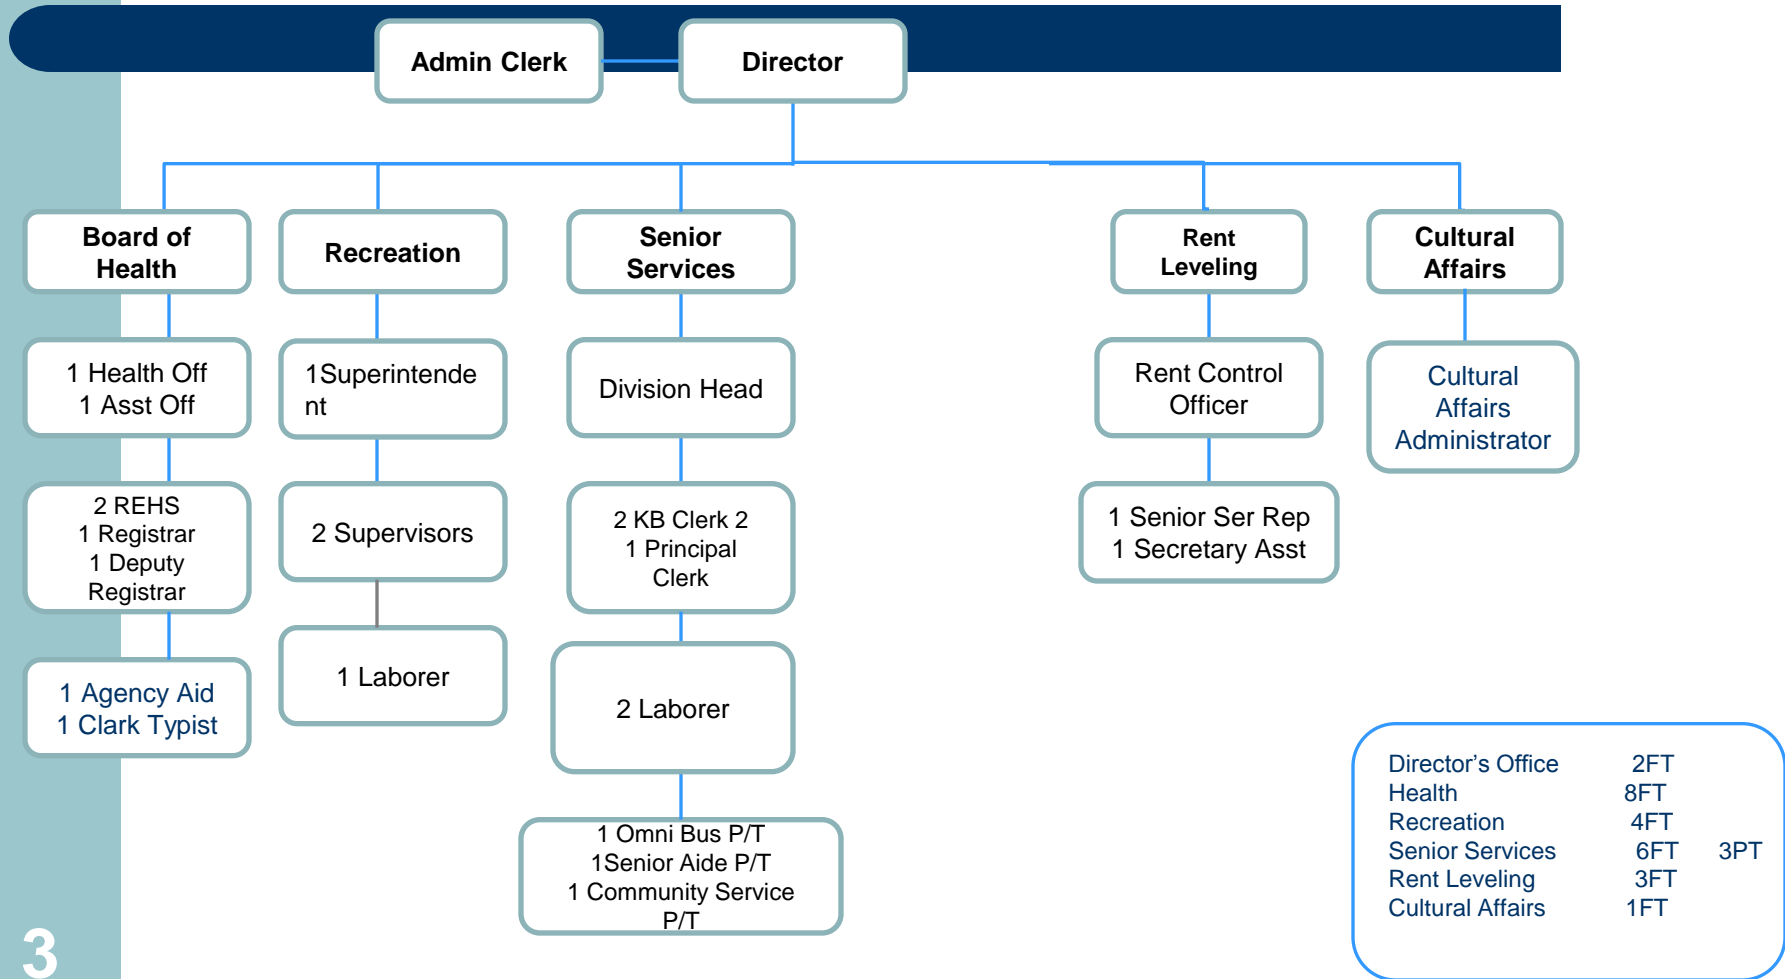 Admin Clerk
Director
Board of
Health
Recreation
Senior
Services
Rent
Leveling
Cultural
Affairs
1 Health Off
1 Asst Off
1Superintende
nt
Division Head
Rent Control
Officer
Cultural
Affairs
Administrator
2 REHS
1 Registrar
1 Deputy
Registrar
2 Supervisors
2 KB Clerk 2
1 Principal
Clerk
1 Senior Ser Rep
1 Secretary Asst
1 Agency Aid
1 Clark Typist
1 Laborer
2 Laborer
1 Omni Bus P/T
1Senior Aide P/T
1 Community Service
P/T
Director's Office 2FT
Health 8FT
Recreation 4FT
Senior Services 6FT 3PT
Rent Leveling 3FT
Cultural Affairs 1FT
3